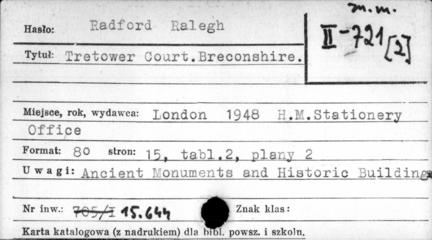 m.m.
Hasło: Radford Ralegh
II-721 [2]
Tytuł: Tretower Court.Breconshire.
Miejsce, rok, wydawca: London 1948 H.M.Stationery
Office
Format: 8o stron: 15, tabl.2, plany 2
Uwagi: Ancient Monuments and Historic Building
Nr inw.: 705/I 15.644 Znak klas:
Karta katalogowa (z nadrukiem) dla bibl. powsz. i szkoln.